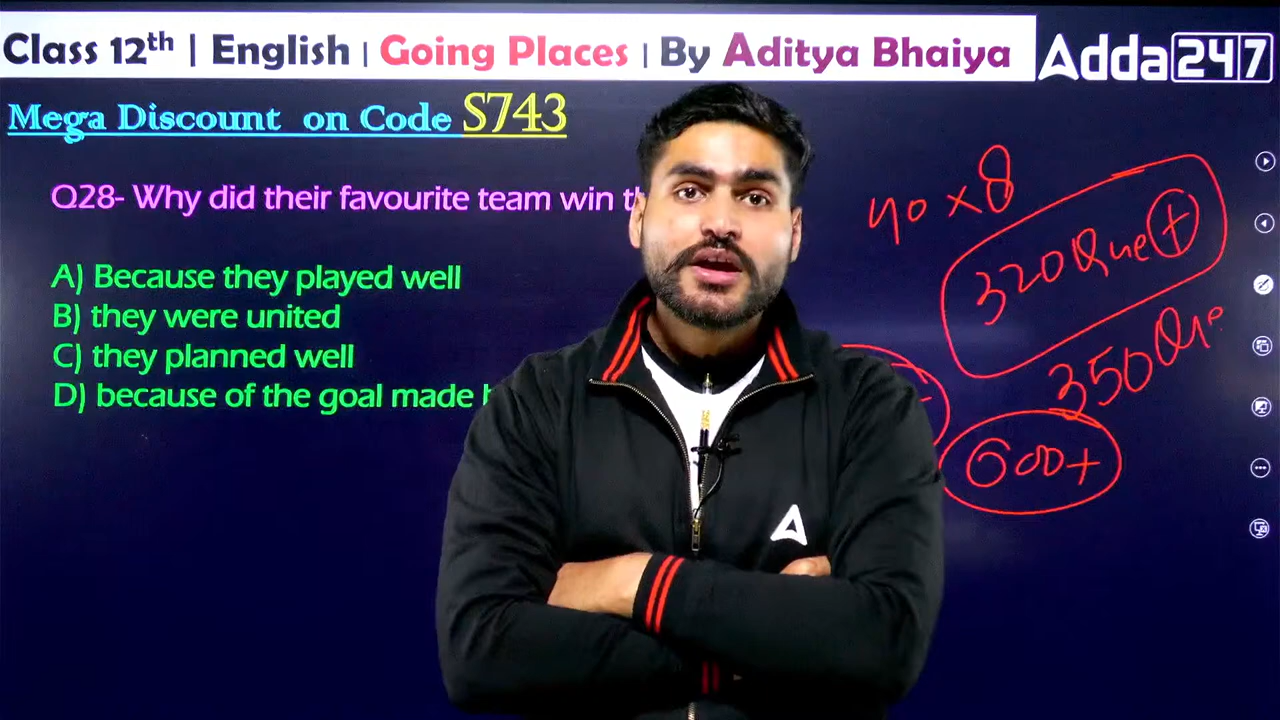 Class 12th | English | Going Places | By Aditya Bhaiya
Adda247
Mega Discount on Code S743
Q28- Why did their favourite team win
A) Because they played well
B) they were united
C) they planned well
D) because of the goal made
40 x 8
320 Que +
350 Que
600+